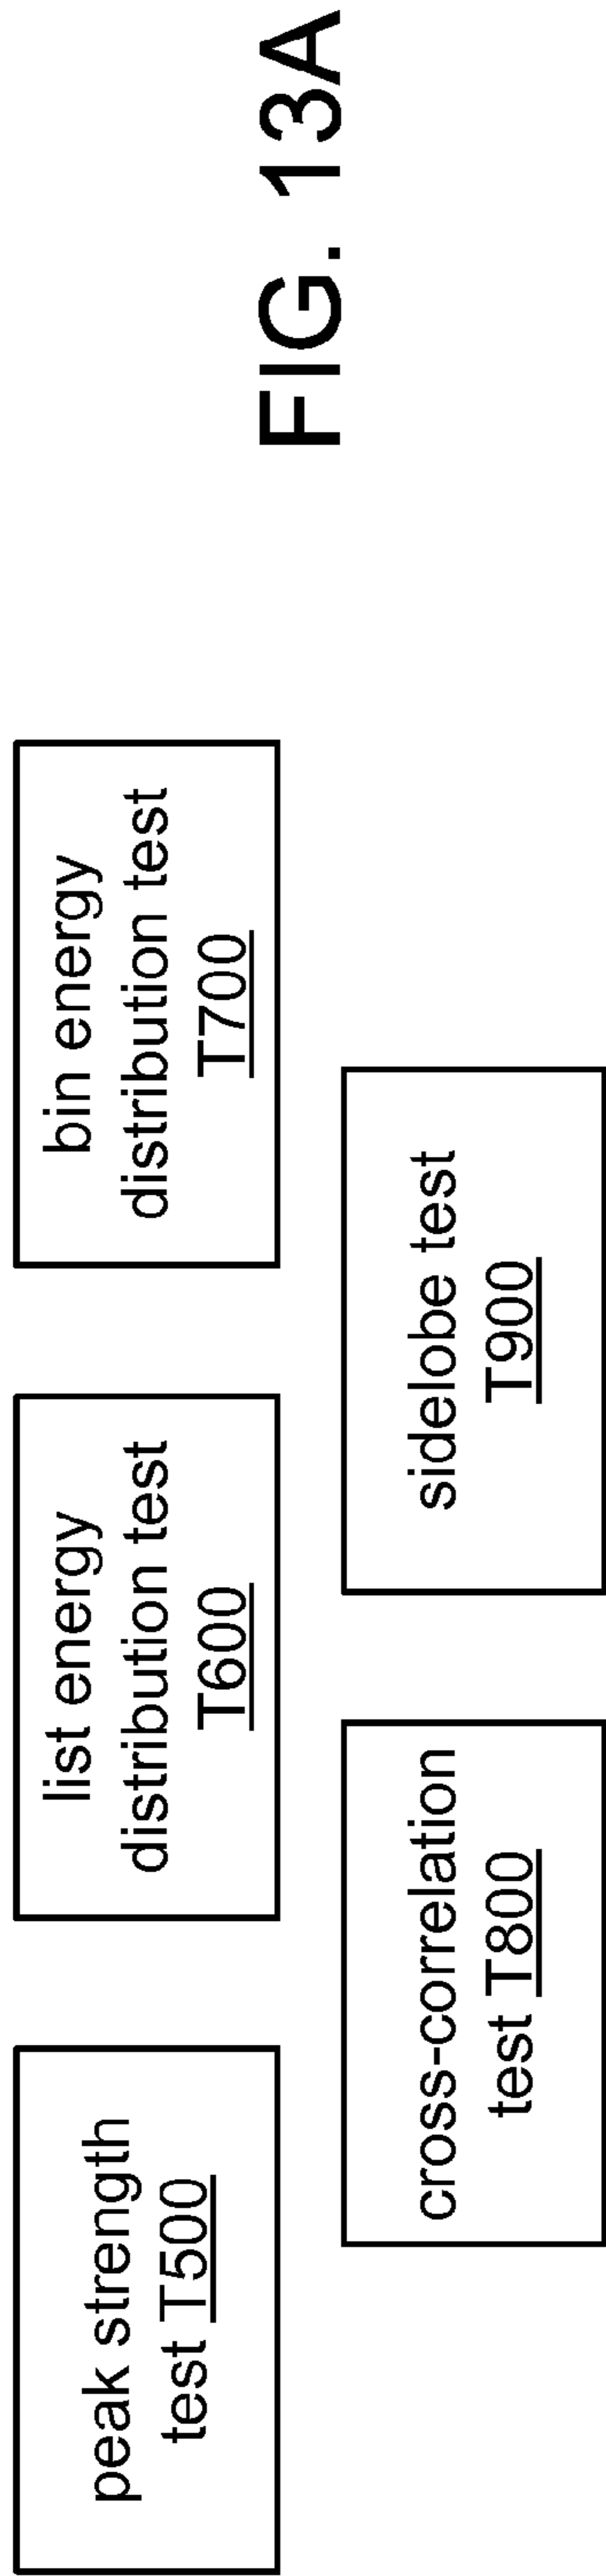 peak strength
test T500
list energy
distribution test
T600
bin energy
distribution test
T700
cross-correlation
test T800
sidelobe test
T900
FIG. 13A